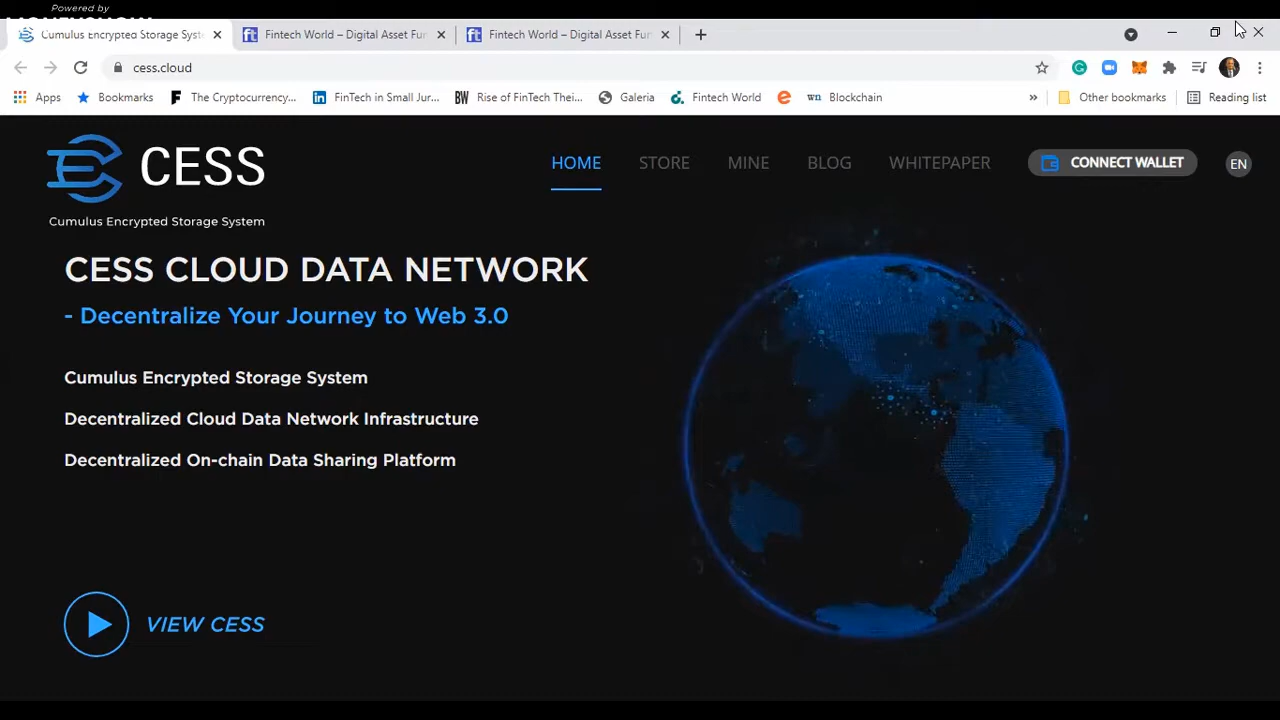 Powered by
Cumulus Encrypted Storage Syste
Fintech World – Digital Asset Fun
Fintech World – Digital Asset Fun
cess.cloud
Apps
Bookmarks
The Cryptocurrency...
FinTech in Small Jur...
BW
Rise of FinTech Thei...
Galeria
Fintech World
wn Blockchain
»
Other bookmarks
Reading list
CESS
Cumulus Encrypted Storage System
HOME
STORE
MINE
BLOG
WHITEPAPER
CONNECT WALLET
EN
CESS CLOUD DATA NETWORK
- Decentralize Your Journey to Web 3.0
Cumulus Encrypted Storage System
Decentralized Cloud Data Network Infrastructure
Decentralized On-chain Data Sharing Platform
VIEW CESS